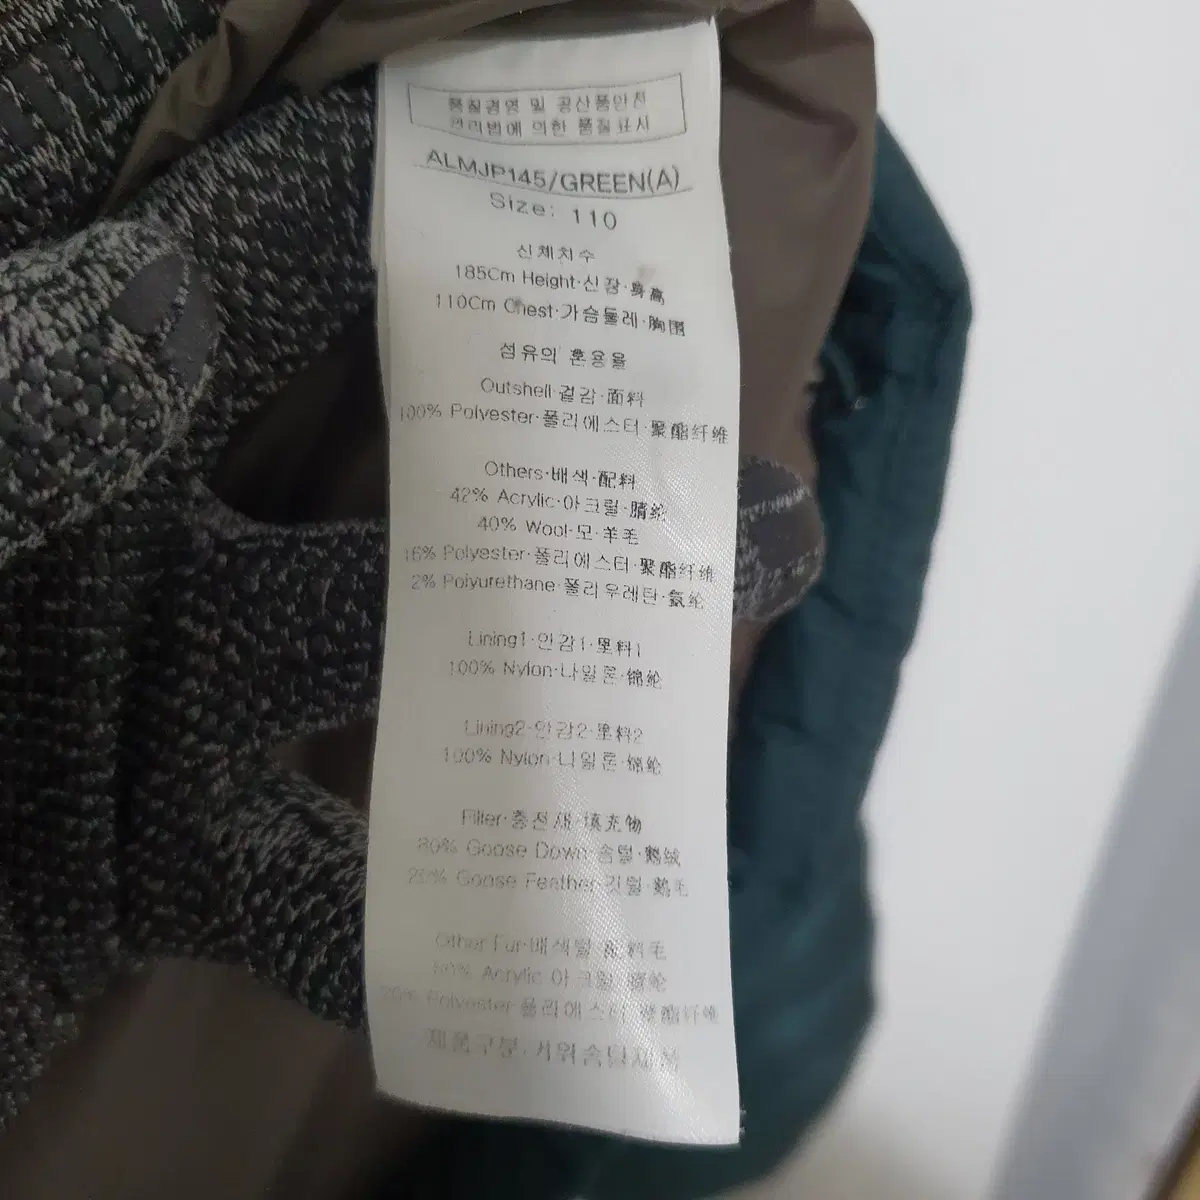 품질경영 및 공산품안전
관리법에 의한 품질표시
ALMJP145/GREEN(A)
Size: 110
신체치수
185Cm Height·신장·身高
110Cm Chest·가슴둘레·胸围
섬유의 혼용율
Outshell·겉감·面料
100% Polyester·폴리에스터·聚酯纤维
Others·배색·配料
42% Acrylic·아크릴·腈纶
40% Wool·모·羊毛
16% Polyester·폴리에스터·聚酯纤维
2% Polyurethane·폴리우레탄·氨纶
Lining1·안감1·里料1
100% Nylon·나일론·锦纶
Lining2·안감2·里料2
100% Nylon·나일론·锦纶
Filler·충전재·填充物
80% Goose Down·솜털·鹅绒
20% Goose Feather·깃털·鹅毛
Other Fur·배색털·配料毛
Acrylic·아크릴·腈纶
Polyester·폴리에스터·聚酯纤维
제품구분·거위솜털제품